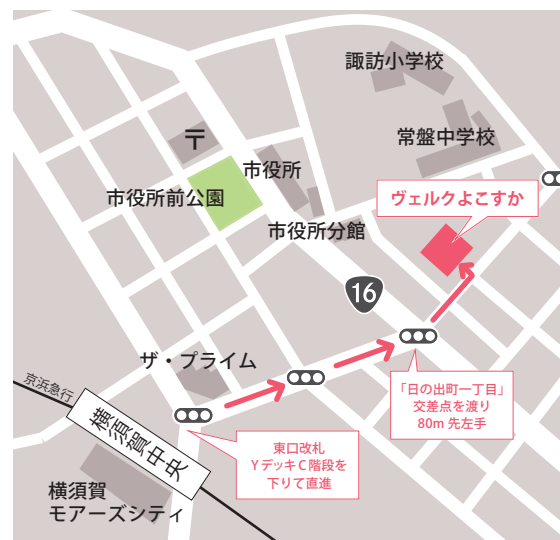 諏訪小学校
常盤中学校
〒
市役所
市役所前公園
ヴェルクよこすか
市役所分館
16
ザ・プライム
京浜急行
横須賀中央
「日の出町一丁目」
交差点を渡り
80m 先左手
東口改札
YデッキC階段を
下りて直進
横須賀
モアーズシティ